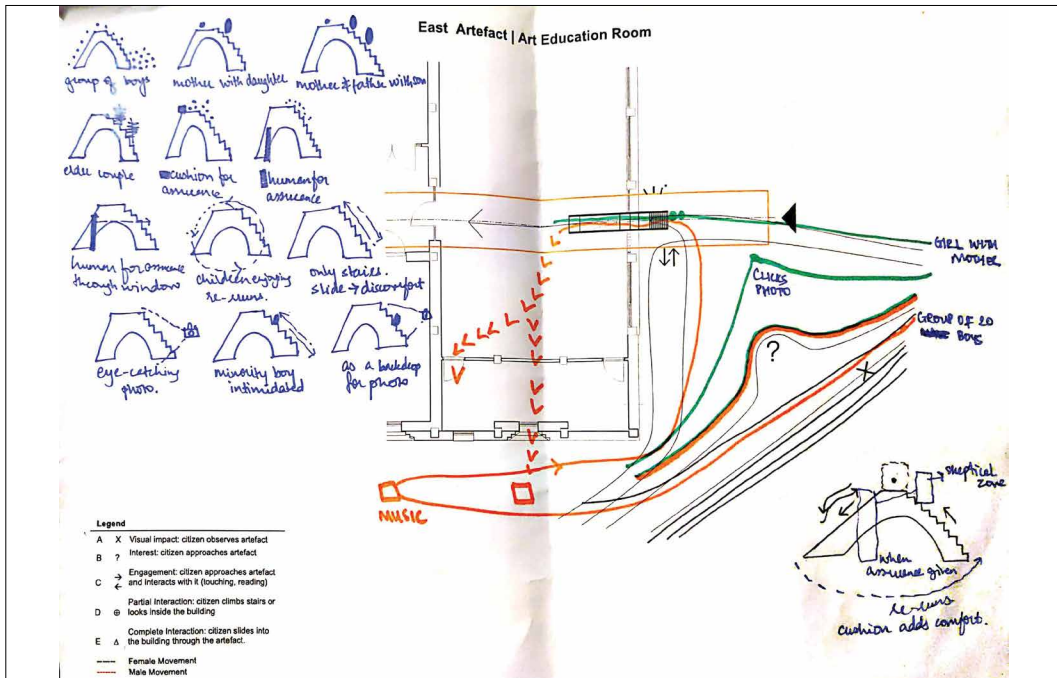 East Artefact | Art Education Room
group of boys
mother with daughter
mother & father with son
elder couple
cushion for
assurance
human for
assurance
human for assurance
through window
children enjoying
re-runs.
only stairs.
slide → discomfort
eye-catching
photo.
minority boy
intimidated
as a backdrop
for photo
GIRL WITH
MOTHER
CLICKS
PHOTO
GROUP OF 20
BOYS
?
X
MUSIC
skeptical
zone
when
assurance given
re-runs
cushion adds comfort.
Legend
A X Visual impact: citizen observes artefact
B ? Interest: citizen approaches artefact
C → ← Engagement: citizen approaches artefact
and interacts with it (touching, reading)
D ⊕ Partial Interaction: citizen climbs stairs or
looks inside the building
E Δ Complete Interaction: citizen slides into
the building through the artefact.
Female Movement
Male Movement